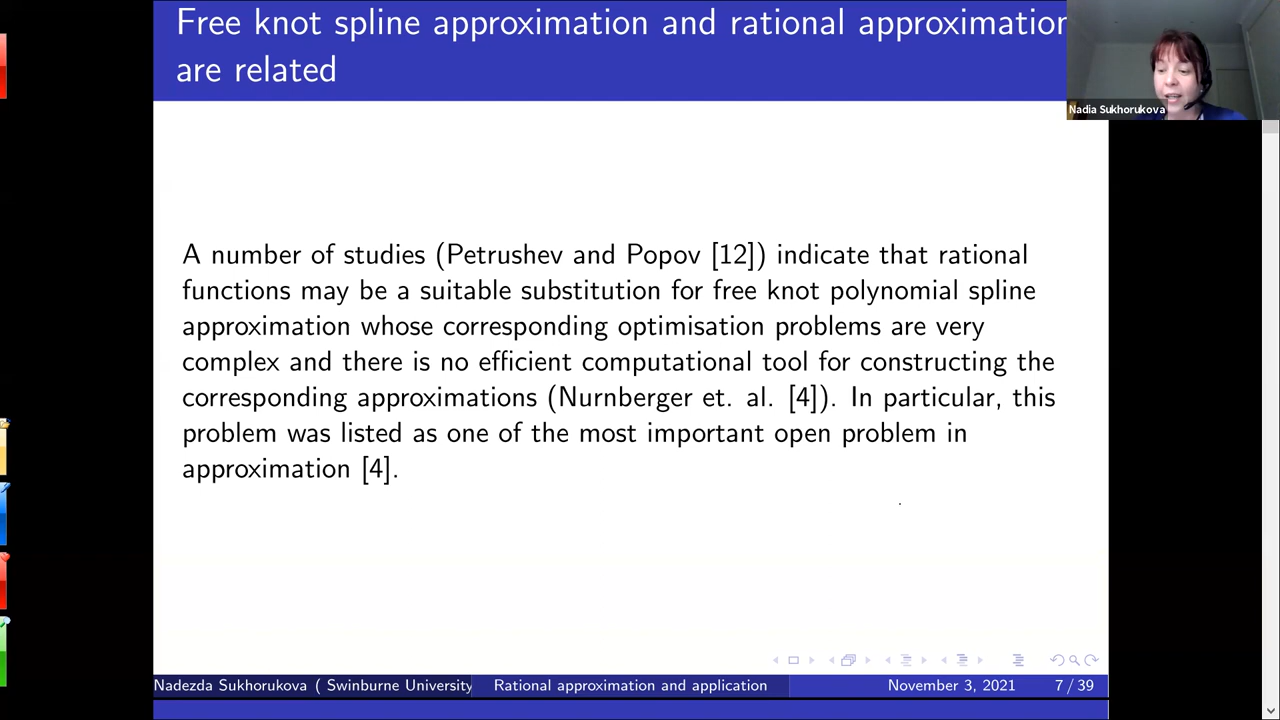 Free knot spline approximation and rational approximation
are related
Nadia Sukhorukova
A number of studies (Petrushev and Popov [12]) indicate that rational
functions may be a suitable substitution for free knot polynomial spline
approximation whose corresponding optimisation problems are very
complex and there is no efficient computational tool for constructing the
corresponding approximations (Nurnberger et. al. [4]). In particular, this
problem was listed as one of the most important open problem in
approximation [4].
Nadezda Sukhorukova ( Swinburne University
Rational approximation and application
November 3, 2021
7 / 39